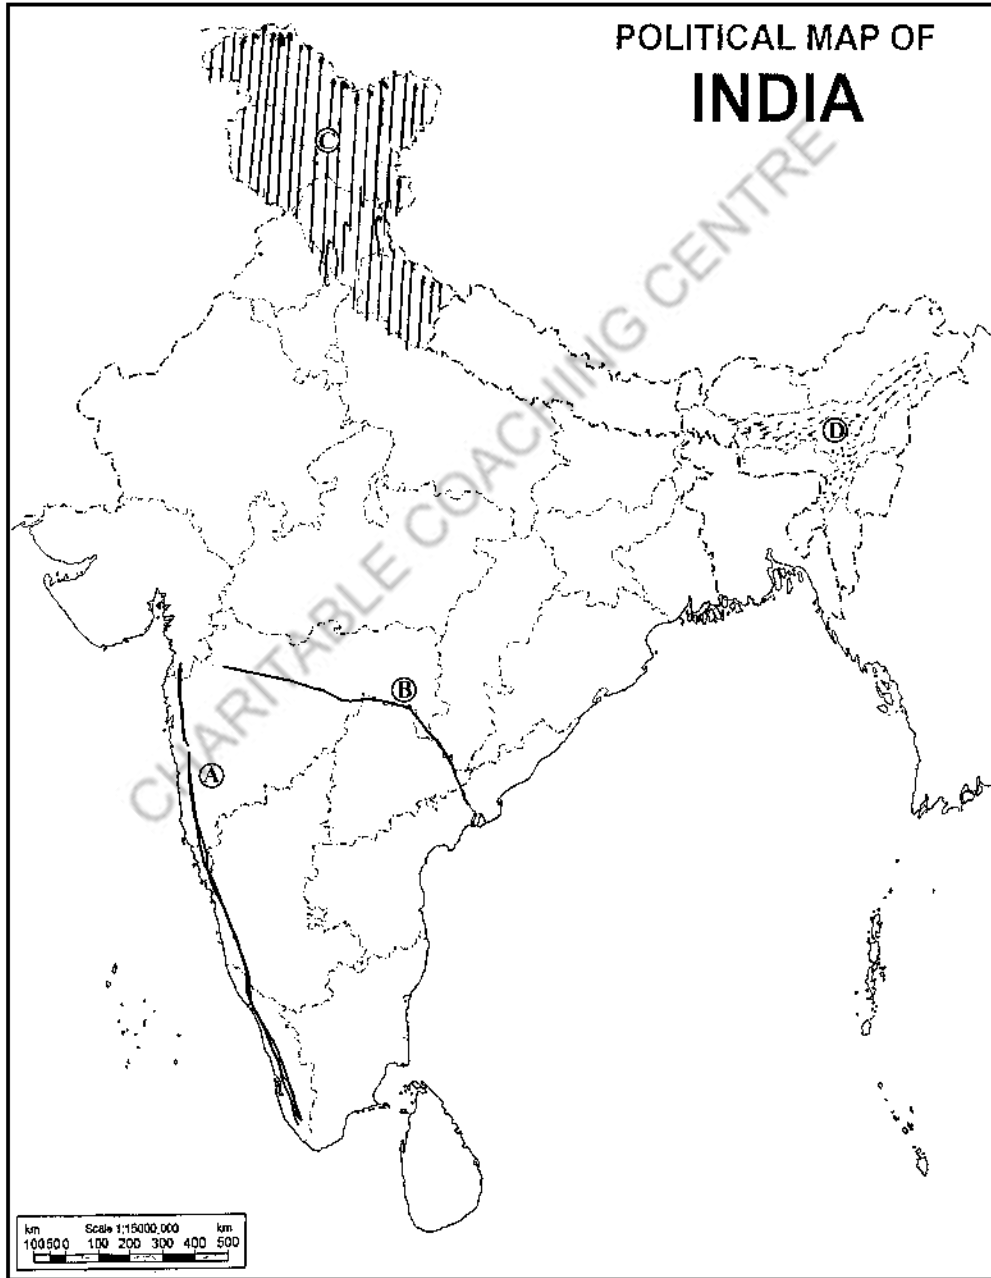 POLITICAL MAP OF
INDIA
CHARITABLE COACHING CENTRE
C
D
B
A
km Scale 1:15000,000 km
100500 100 200 300 400 500